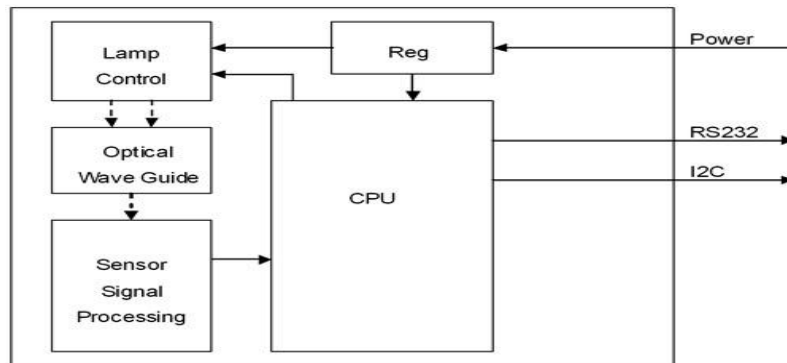 Lamp
Control
Reg
Power
Optical
Wave Guide
CPU
RS232
I2C
Sensor
Signal
Processing